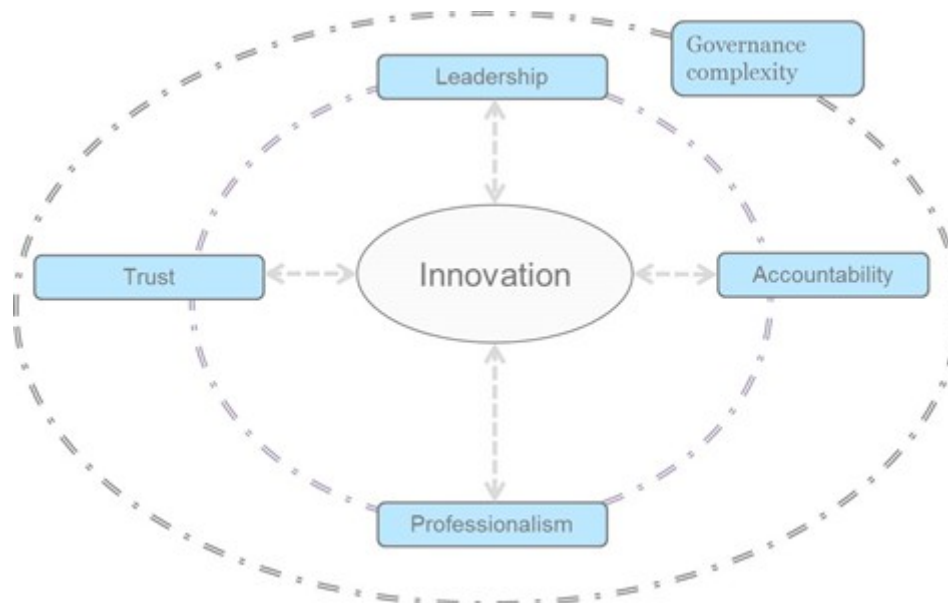 Governance
complexity
Leadership
Trust
Innovation
Accountability
Professionalism